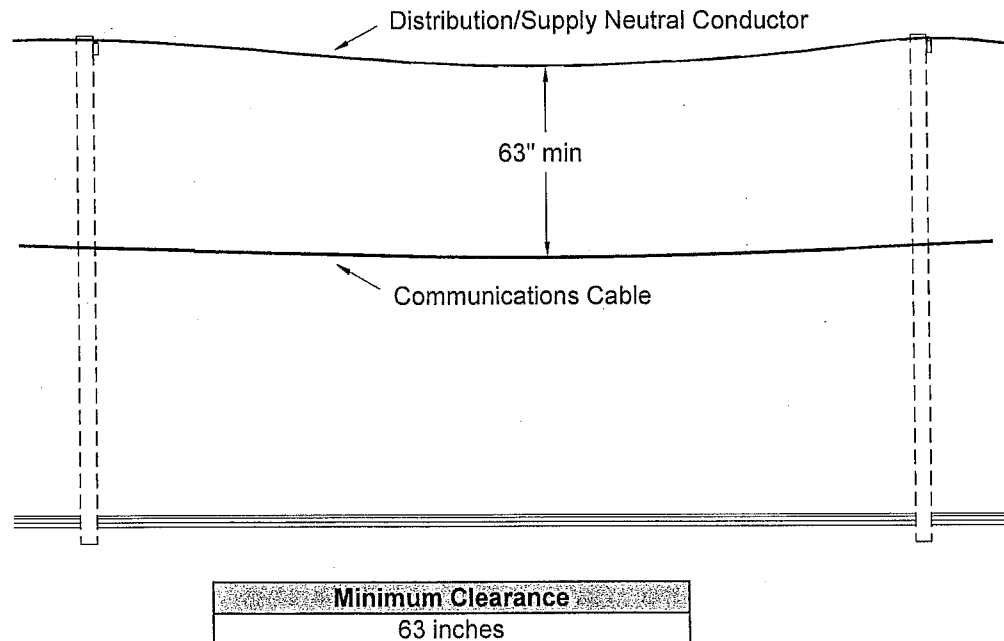 Distribution/Supply Neutral Conductor
63" min
Communications Cable
Minimum Clearance
63 inches